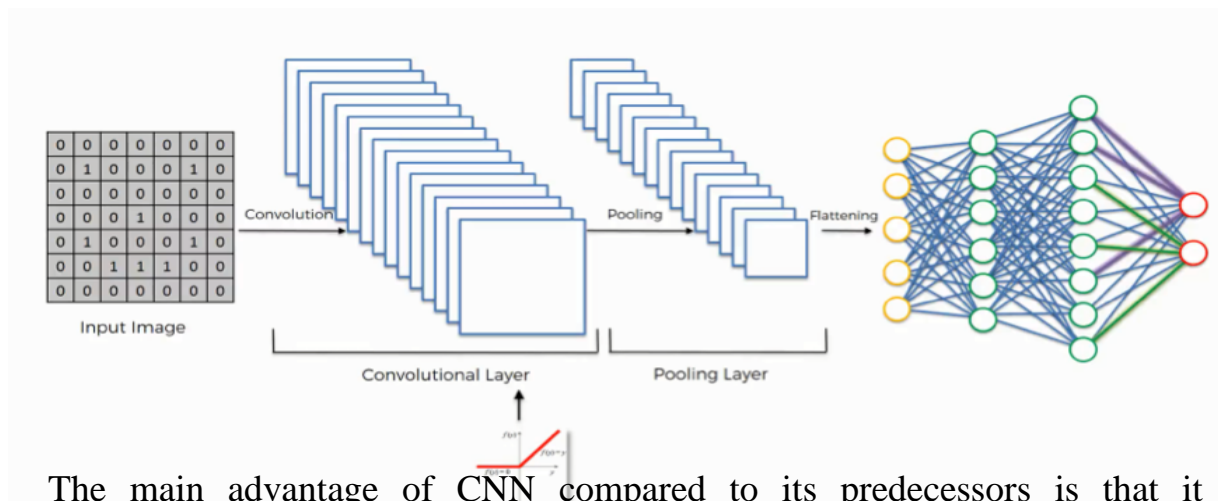 0 0 0 0 0 0 0
0 1 0 0 0 1 0
0 0 0 0 0 0 0
0 0 0 1 0 0 0
0 1 0 0 0 1 0
0 0 1 1 1 0 0
0 0 0 0 0 0 0
Input Image
Convolution
Pooling
Flattening
Convolutional Layer
Pooling Layer
f(y)
f(y)=y
f(y)=0
y
The main advantage of CNN compared to its predecessors is that it